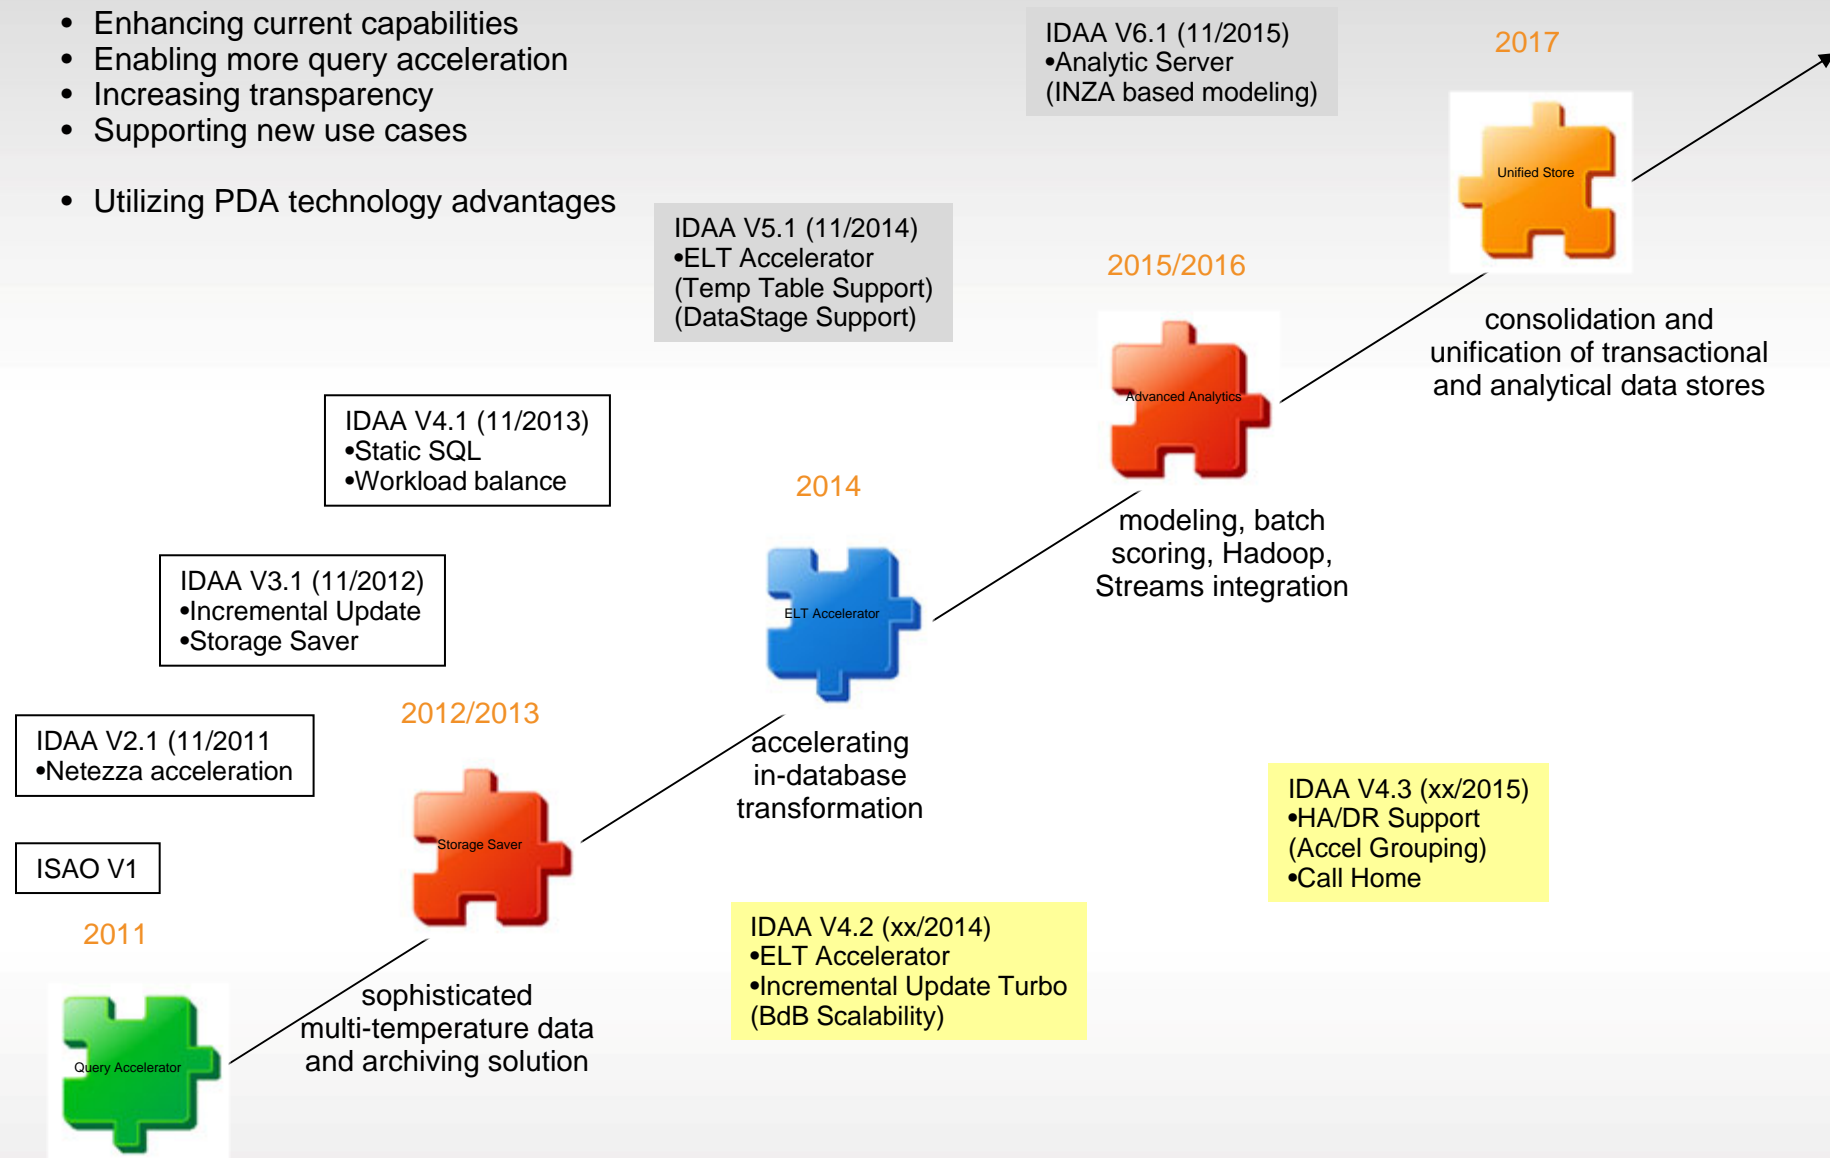 • Enhancing current capabilities
• Enabling more query acceleration
• Increasing transparency
• Supporting new use cases
• Utilizing PDA technology advantages
IDAA V6.1 (11/2015)
•Analytic Server
(INZA based modeling)
2017
Unified Store
consolidation and
unification of transactional
and analytical data stores
IDAA V5.1 (11/2014)
•ELT Accelerator
(Temp Table Support)
(DataStage Support)
2015/2016
Advanced Analytics
modeling, batch
scoring, Hadoop,
Streams integration
IDAA V4.1 (11/2013)
•Static SQL
•Workload balance
2014
ELT Accelerator
accelerating
in-database
transformation
IDAA V3.1 (11/2012)
•Incremental Update
•Storage Saver
2012/2013
Storage Saver
sophisticated
multi-temperature data
and archiving solution
IDAA V2.1 (11/2011
•Netezza acceleration
ISAO V1
2011
Query Accelerator
IDAA V4.2 (xx/2014)
•ELT Accelerator
•Incremental Update Turbo
(BdB Scalability)
IDAA V4.3 (xx/2015)
•HA/DR Support
(Accel Grouping)
•Call Home